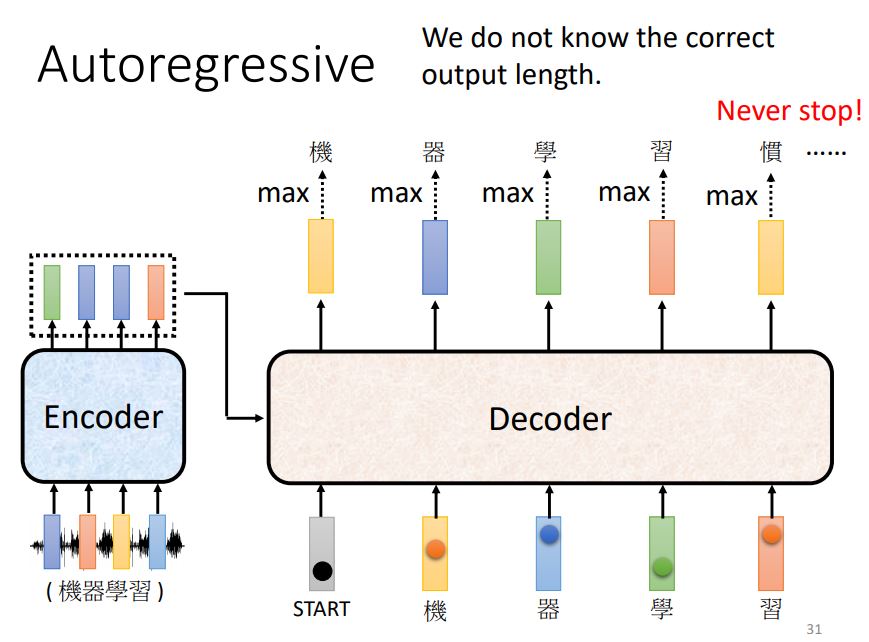 Autoregressive
We do not know the correct
output length.
Never stop!
機 器 學 習 慣 ……
max max max max max
Encoder
Decoder
( 機器學習 )
START 機 器 學 習
31